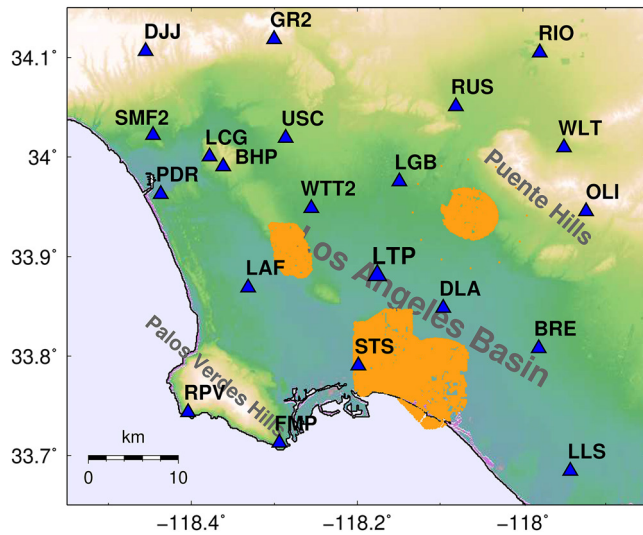 DJJ
GR2
RIO
34.1°
RUS
SMF2
USC
WLT
LCG
34°
BHP
LGB
Puente Hills
PDR
OLI
WTT2
33.9°
Los Angeles Basin
LTP
LAF
DLA
BRE
33.8°
STS
Palos Verdes Hills
RPV
FMP
km
33.7°
0
10
LLS
−118.4
−118.2
−118°